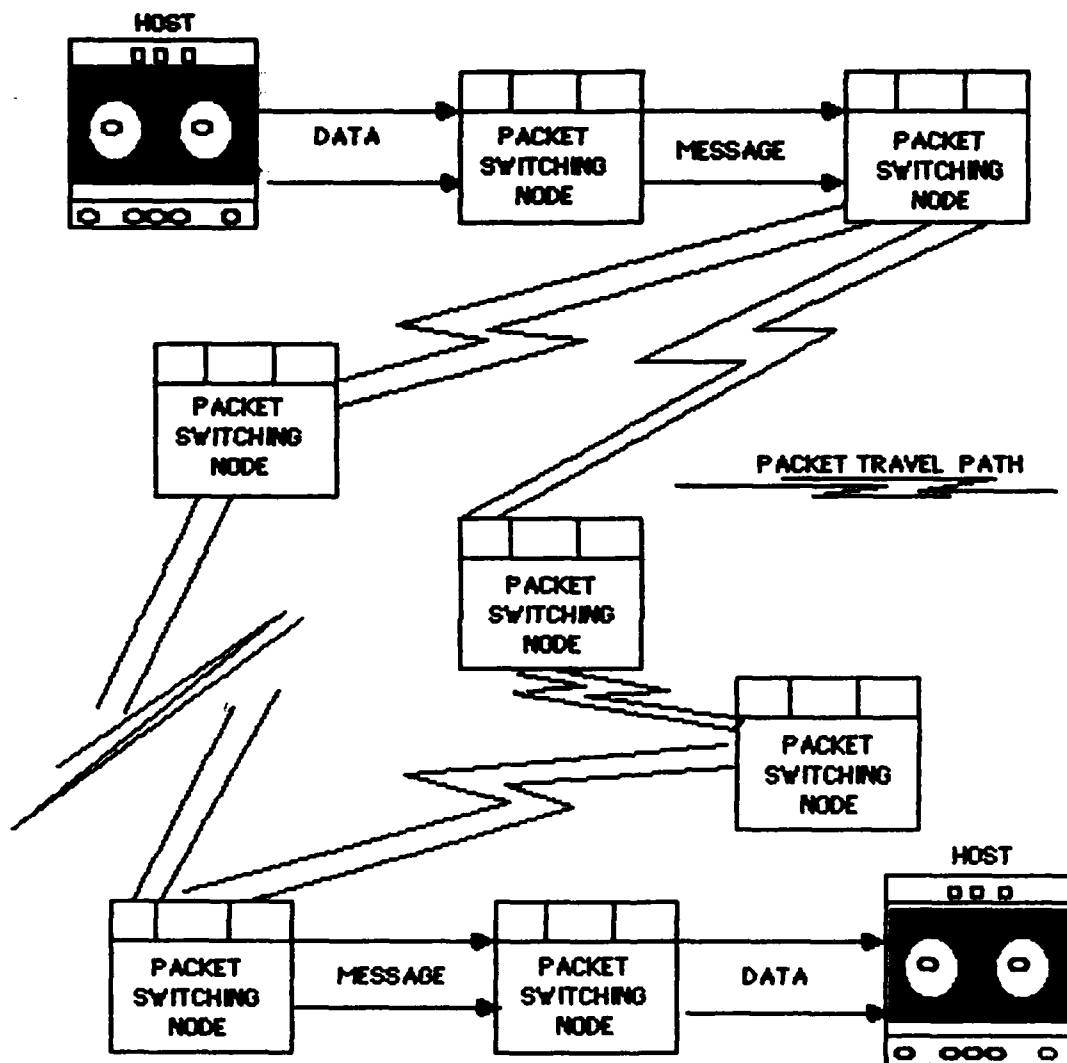 HOST
DATA
PACKET
SWITCHING
NODE
MESSAGE
PACKET
SWITCHING
NODE
PACKET
SWITCHING
NODE
PACKET TRAVEL PATH
PACKET
SWITCHING
NODE
PACKET
SWITCHING
NODE
HOST
PACKET
SWITCHING
NODE
MESSAGE
PACKET
SWITCHING
NODE
DATA